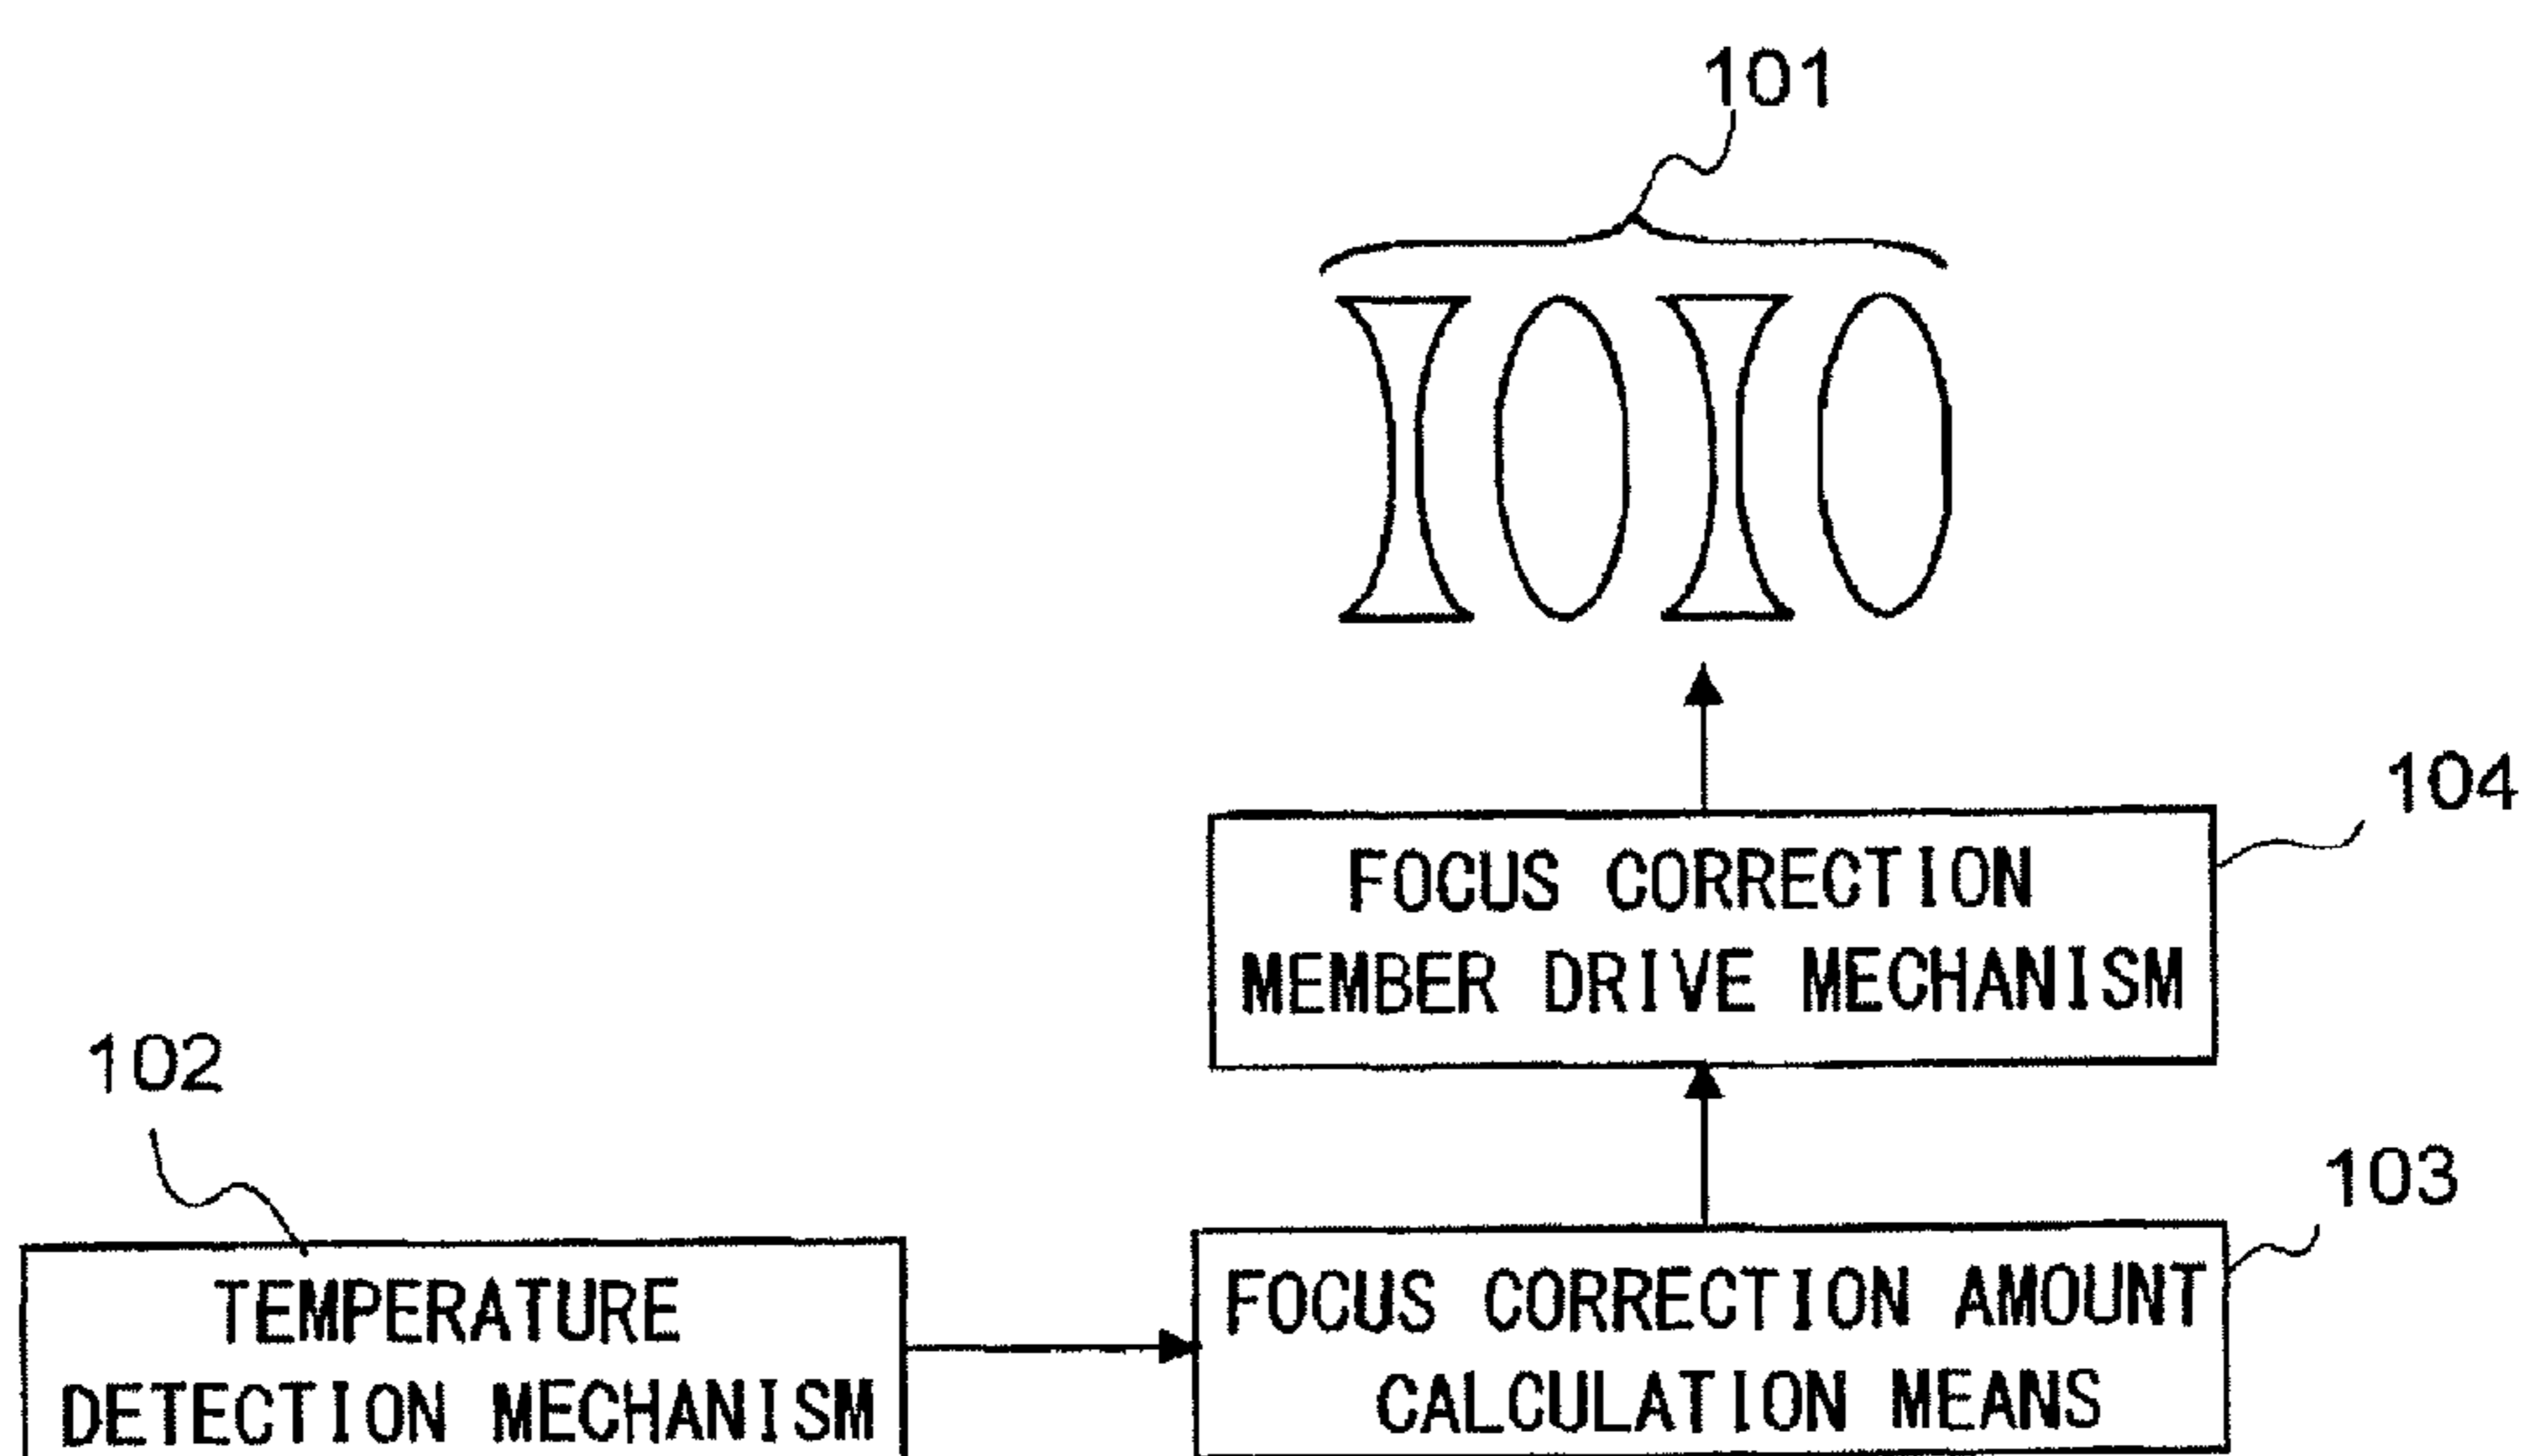 101
104
FOCUS CORRECTION
MEMBER DRIVE MECHANISM
102
103
TEMPERATURE
DETECTION MECHANISM
FOCUS CORRECTION AMOUNT
CALCULATION MEANS